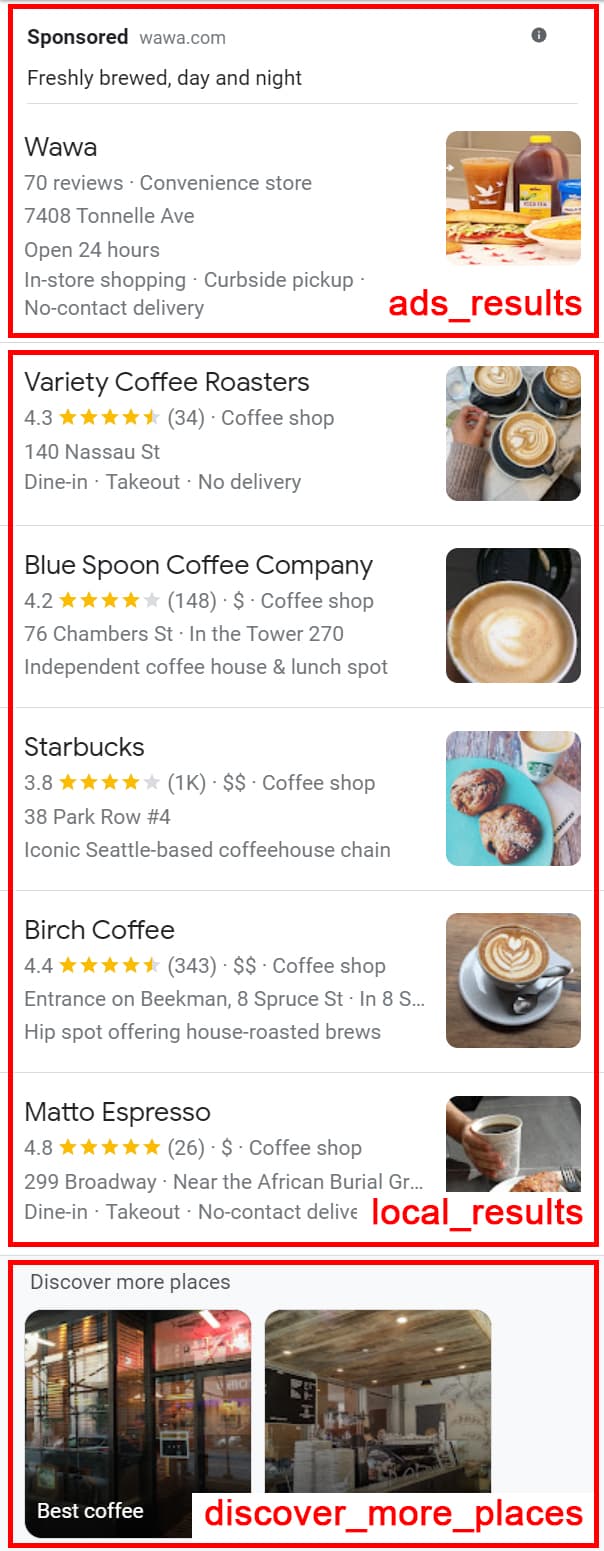 Sponsored wawa.com
Freshly brewed, day and night
Wawa
70 reviews · Convenience store
7408 Tonnelle Ave
Open 24 hours
In-store shopping · Curbside pickup ·
No-contact delivery
ads_results
Variety Coffee Roasters
4.3 (34) · Coffee shop
140 Nassau St
Dine-in · Takeout · No delivery
Blue Spoon Coffee Company
4.2 (148) · $ · Coffee shop
76 Chambers St · In the Tower 270
Independent coffee house & lunch spot
Starbucks
3.8 (1K) · $$ · Coffee shop
38 Park Row #4
Iconic Seattle-based coffeehouse chain
Birch Coffee
4.4 (343) · $$ · Coffee shop
Entrance on Beekman, 8 Spruce St · In 8 S...
Hip spot offering house-roasted brews
Matto Espresso
4.8 (26) · $ · Coffee shop
299 Broadway · Near the African Burial Gr...
Dine-in · Takeout · No-contact delive
local_results
Discover more places
Best coffee
discover_more_places